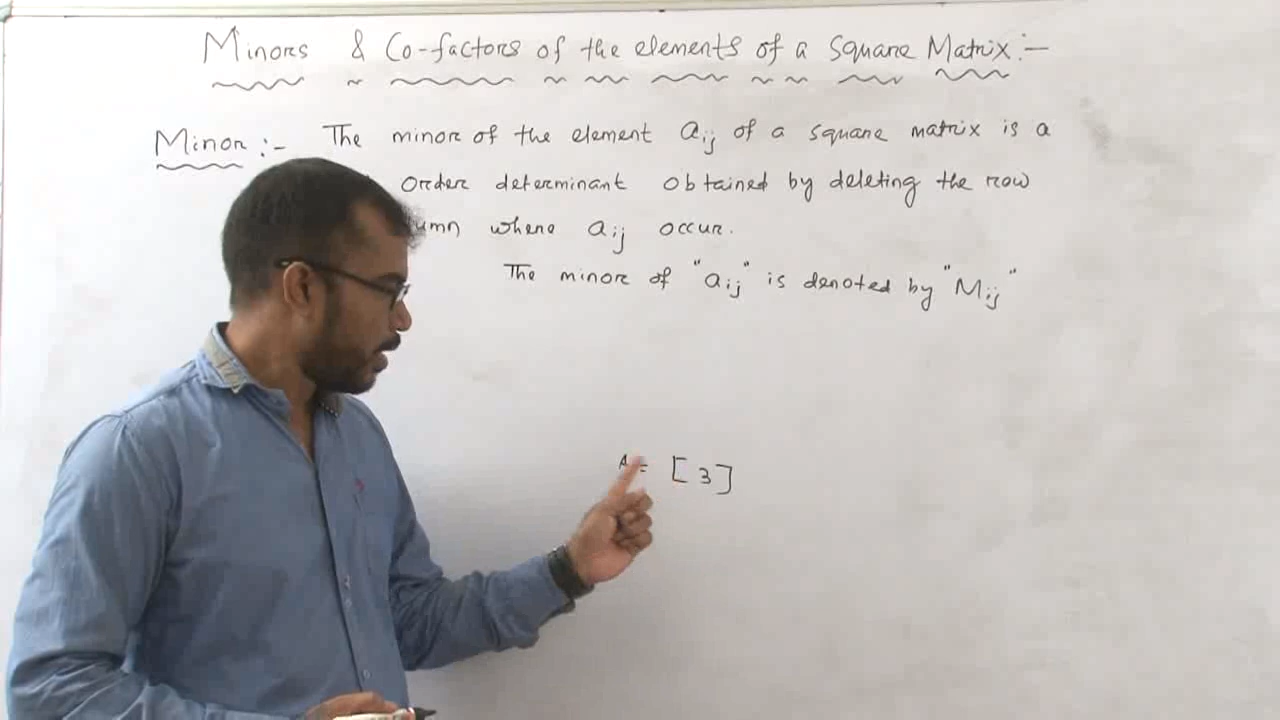 Minors & Co-factors of the elements of a square Matrix:-
Minor:- The minor of the element aij of a square matrix is a
order determinant obtained by deleting the row
where aij occur.
The minor of "aij" is denoted by "Mij"
A = [3]